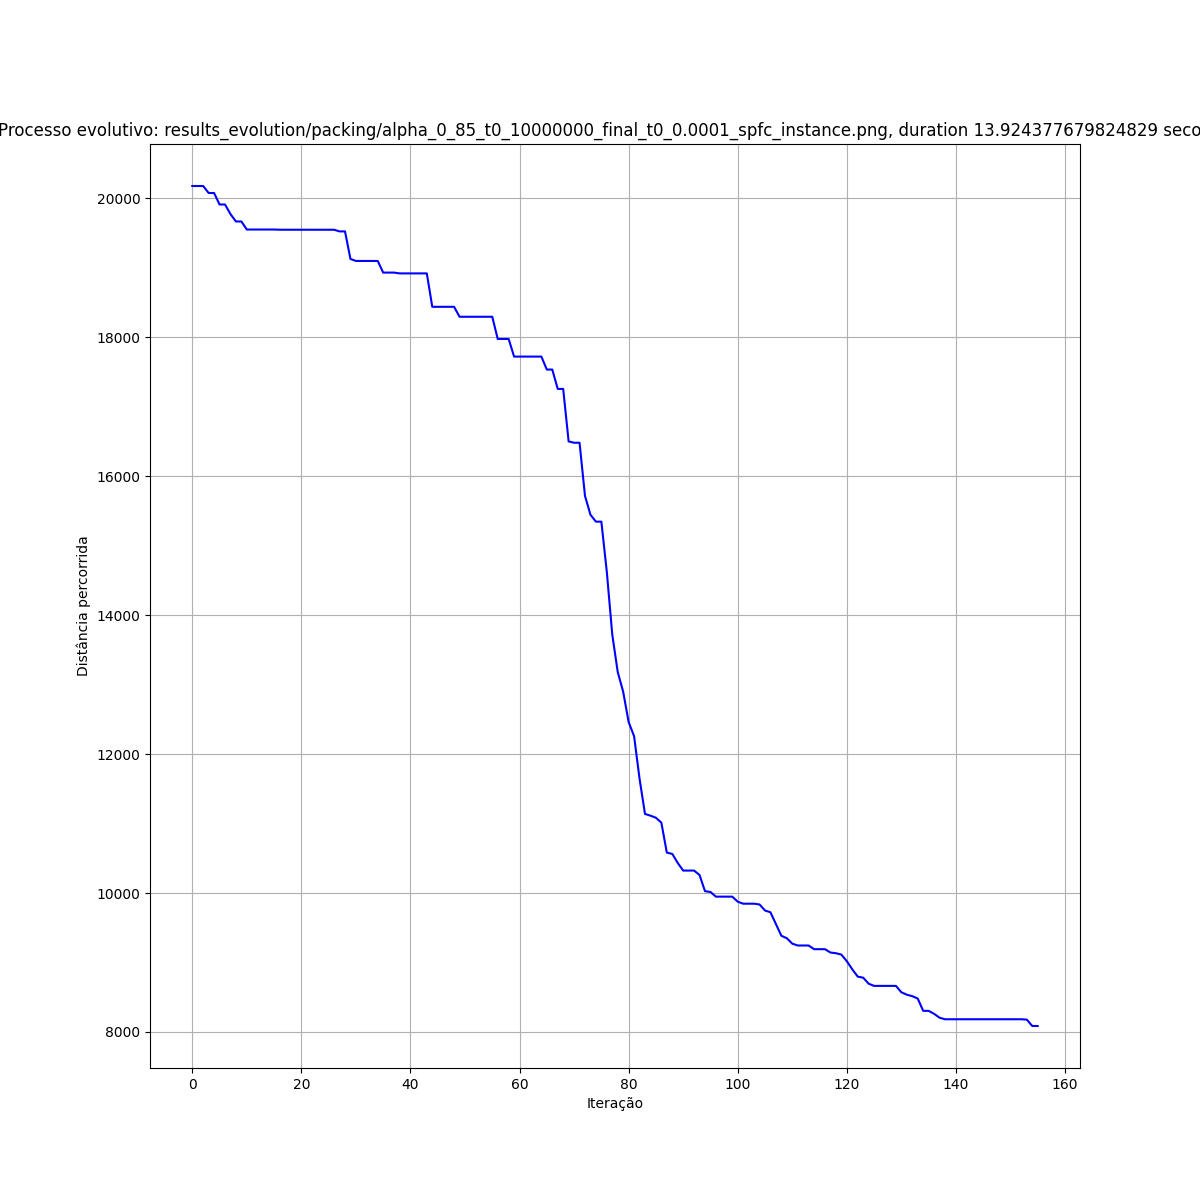 Processo evolutivo: results_evolution/packing/alpha_0_85_t0_10000000_final_t0_0.0001_spfc_instance.png, duration 13.924377679824829 seco
20000
18000
16000
14000
12000
10000
8000
Distância percorrida
0 20 40 60 80 100 120 140 160
Iteração